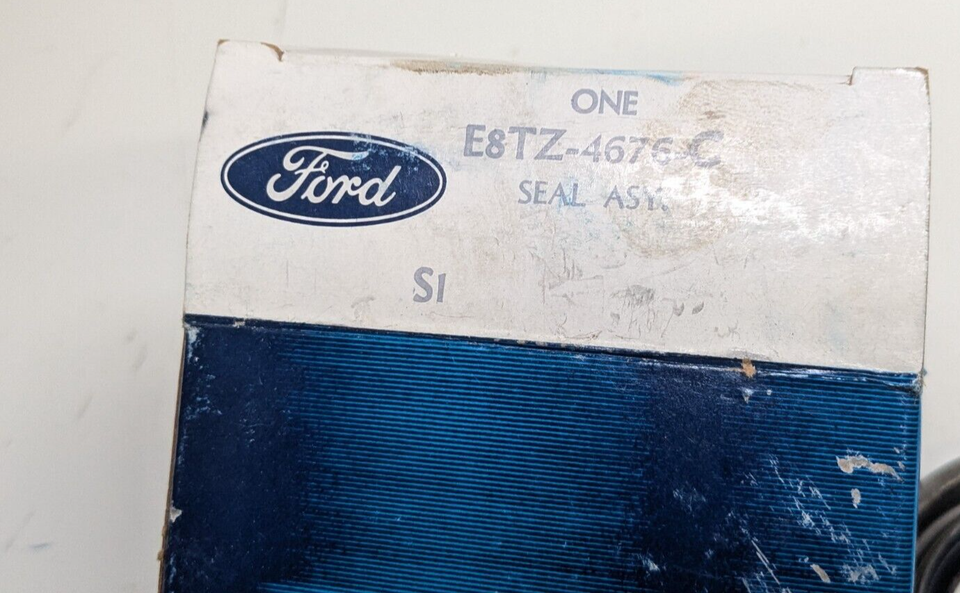 ONE
Ford
E8TZ-4676-C
SEAL ASY.
S1